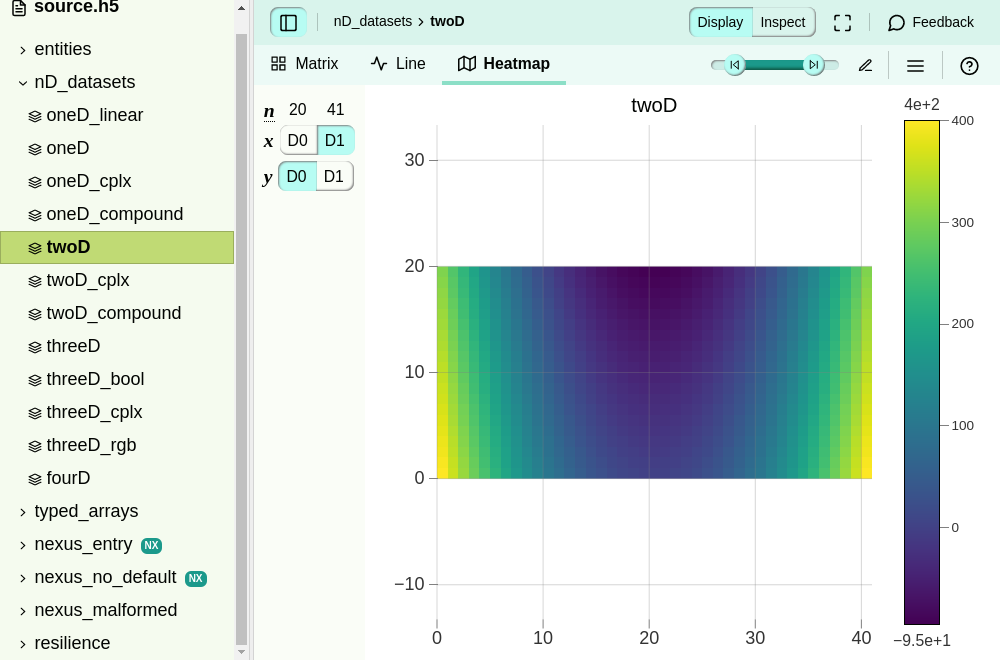 source.h5
entities
nD_datasets
oneD_linear
oneD
oneD_cplx
oneD_compound
twoD
twoD_cplx
twoD_compound
threeD
threeD_bool
threeD_cplx
threeD_rgb
fourD
typed_arrays
nexus_entry NX
nexus_no_default NX
nexus_malformed
resilience
nD_datasets › twoD
Display Inspect
Feedback
Matrix Line Heatmap
n 20 41
x D0 D1
y D0 D1
twoD
30
20
10
0
−10
0 10 20 30 40
4e+2
400
300
200
100
0
−9.5e+1